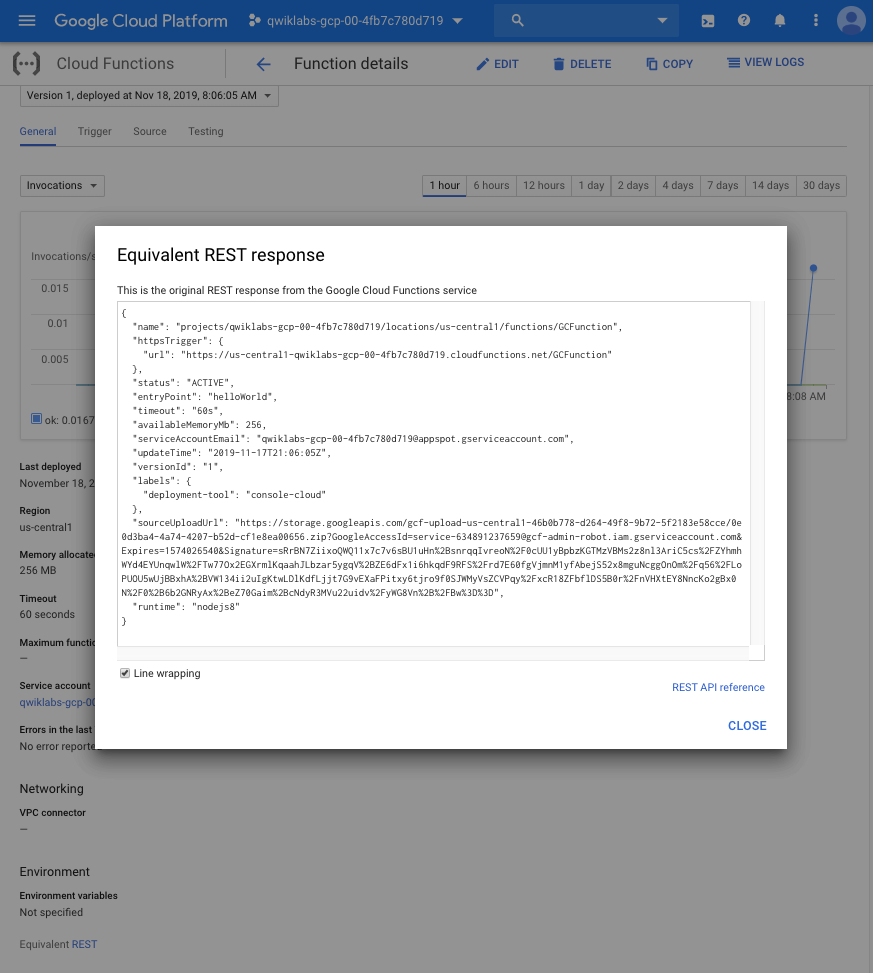 Google Cloud Platform qwiklabs-gcp-00-4fb7c780d719
Cloud Functions Function details EDIT DELETE COPY VIEW LOGS
Version 1, deployed at Nov 18, 2019, 8:06:05 AM
General Trigger Source Testing
Invocations 1 hour 6 hours 12 hours 1 day 2 days 4 days 7 days 14 days 30 days
Invocations/s
0.015
0.01
0.005
8:08 AM
ok: 0.0167
Equivalent REST response
This is the original REST response from the Google Cloud Functions service
{
"name": "projects/qwiklabs-gcp-00-4fb7c780d719/locations/us-central1/functions/GCFunction",
"httpsTrigger": {
"url": "https://us-central1-qwiklabs-gcp-00-4fb7c780d719.cloudfunctions.net/GCFunction"
},
"status": "ACTIVE",
"entryPoint": "helloWorld",
"timeout": "60s",
"availableMemoryMb": 256,
"serviceAccountEmail": "qwiklabs-gcp-00-4fb7c780d719@appspot.gserviceaccount.com",
"updateTime": "2019-11-17T21:06:05Z",
"versionId": "1",
"labels": {
"deployment-tool": "console-cloud"
},
"sourceUploadUrl": "https://storage.googleapis.com/gcf-upload-us-central1-46b0b778-d264-49f8-9b72-5f2183e58cce/0e
0d3ba4-4a74-4207-b52d-cf1e8ea00656.zip?GoogleAccessId=service-634891237659@gcf-admin-robot.iam.gserviceaccount.com&
Expires=1574026540&Signature=sRrBN7ZiixoQWQ11x7c7v6sBU1uHn%2BsnrqqIvreoN%2F0cUU1yBpbzKGTMzVBMs2z8nl3AriC5cs%2FZYhmh
WYd4EYUnqwlW%2FTw77Ox2EGXrmlKqaahJLbzar5ygqV%2BZE6dFx1i6hkqdF9RFS%2Frd7E60fgVjmnM1yfAbejS52x8mguNcggOnOm%2Fq56%2FLo
PUOU5wUjBBxhA%2BVW134ii2uIgKtwLDlKdfLjjt7G9vEXaFPitxy6tjro9f0SJWMyVsZCVPqy%2FxcR18ZFbflDS5B0r%2FnVHXtEY8NncKo2gBx0
N%2F0%2B6b2GNRyAx%2BeZ70Gaim%2BcNdyR3MVu22uidv%2FyWG8Vn%2B%2FBw%3D%3D",
"runtime": "nodejs8"
}
Line wrapping
REST API reference
CLOSE
Last deployed
November 18, 2
Region
us-central1
Memory allocate
256 MB
Timeout
60 seconds
Maximum functio
—
Service account
qwiklabs-gcp-00
Errors in the last
No error reporte
Networking
VPC connector
—
Environment
Environment variables
Not specified
Equivalent REST